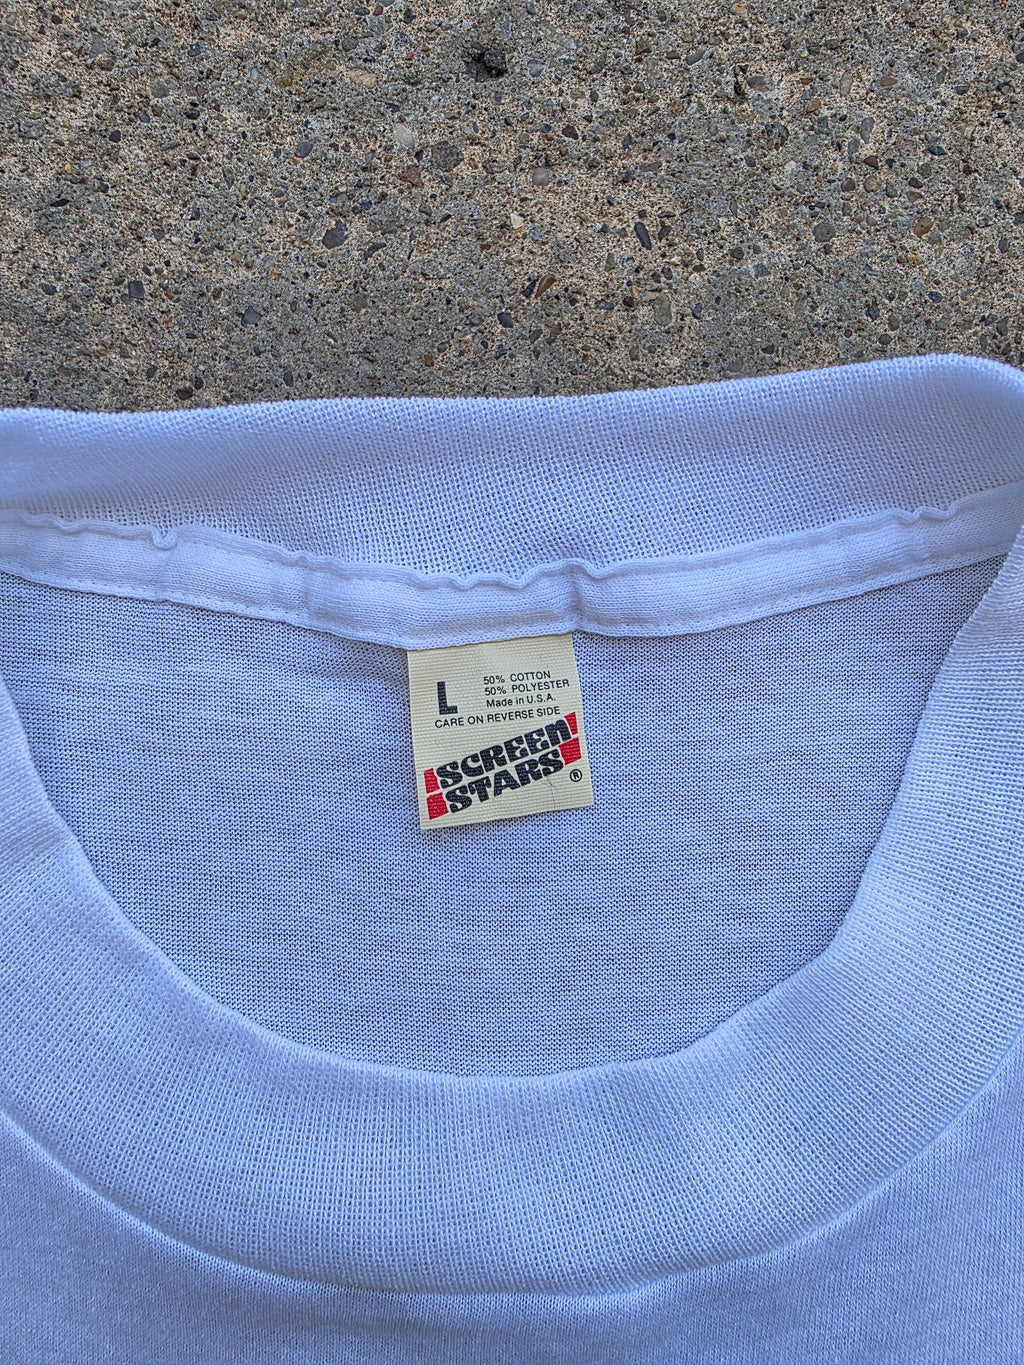 L
50% COTTON
50% POLYESTER
Made in U.S.A.
CARE ON REVERSE SIDE
SCREEN
STARS
®